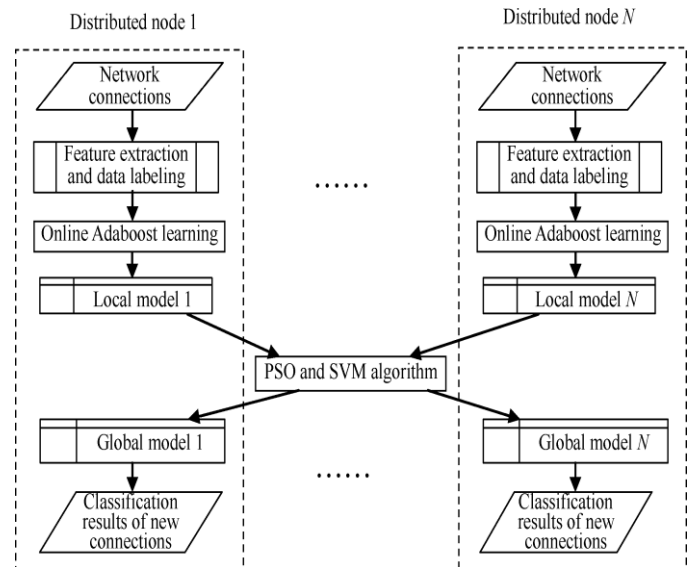 Distributed node 1
Network
connections
Feature extraction
and data labeling
Online Adaboost learning
Local model 1
Distributed node N
Network
connections
Feature extraction
and data labeling
Online Adaboost learning
Local model N
......
PSO and SVM algorithm
Global model 1
Classification
results of new
connections
......
Global model N
Classification
results of new
connections